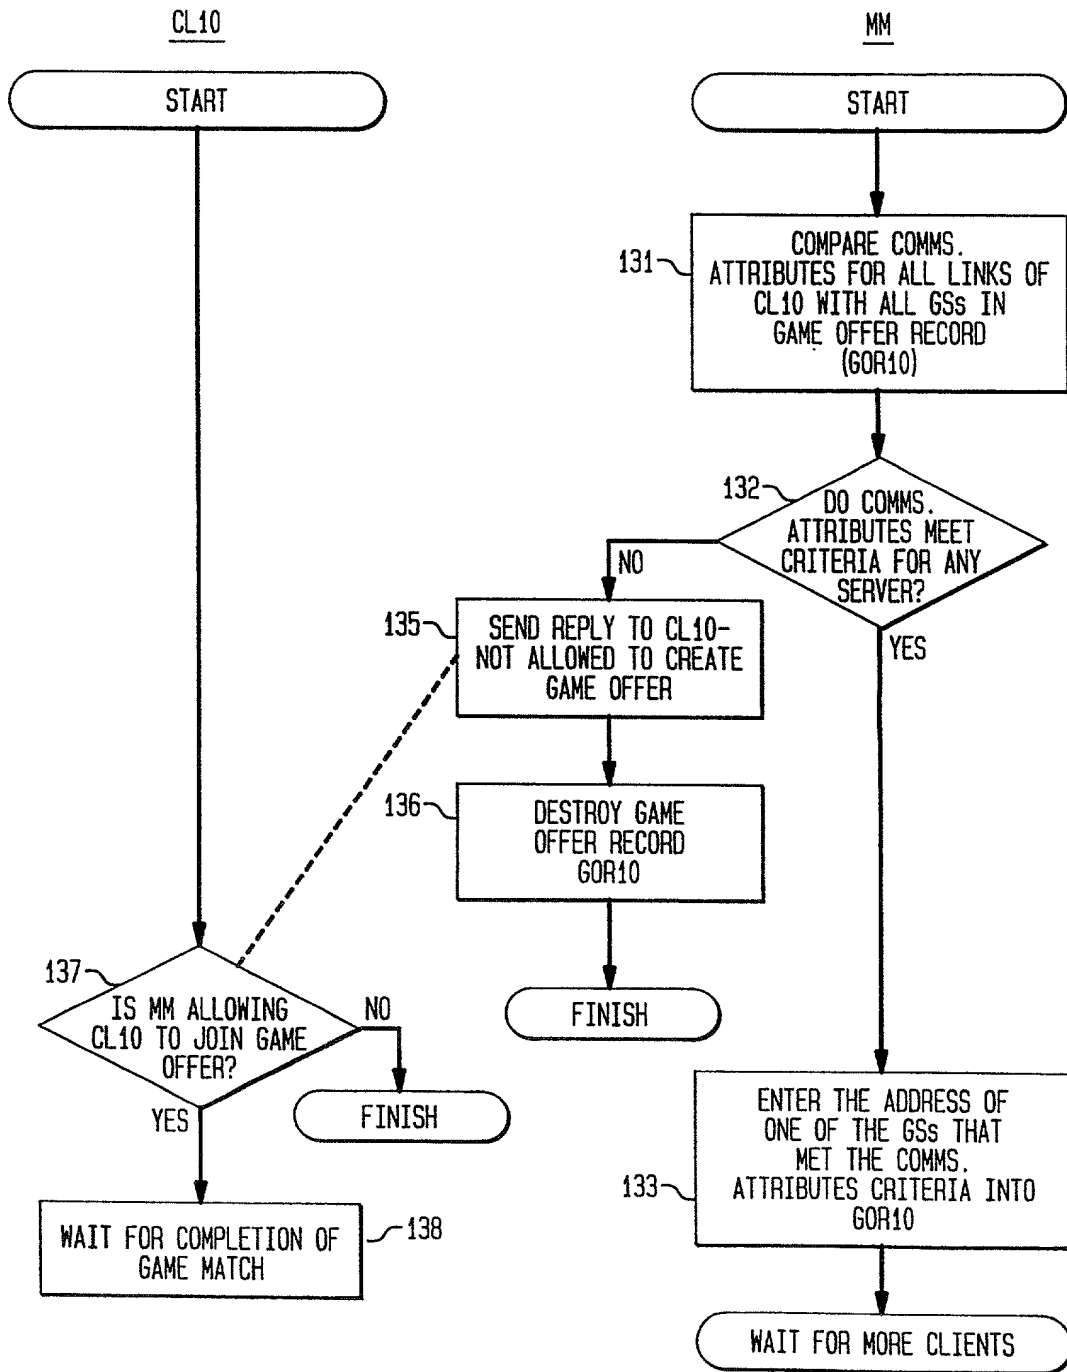 CL10
START
MM
START
131
COMPARE COMMS.
ATTRIBUTES FOR ALL LINKS OF
CL10 WITH ALL GSs IN
GAME OFFER RECORD
(GOR10)
132
DO COMMS.
ATTRIBUTES MEET
CRITERIA FOR ANY
SERVER?
NO
YES
135
SEND REPLY TO CL10-
NOT ALLOWED TO CREATE
GAME OFFER
136
DESTROY GAME
OFFER RECORD
GOR10
FINISH
137
IS MM ALLOWING
CL10 TO JOIN GAME
OFFER?
NO
YES
FINISH
WAIT FOR COMPLETION OF
GAME MATCH
138
133
ENTER THE ADDRESS OF
ONE OF THE GSs THAT
MET THE COMMS.
ATTRIBUTES CRITERIA INTO
GOR10
WAIT FOR MORE CLIENTS